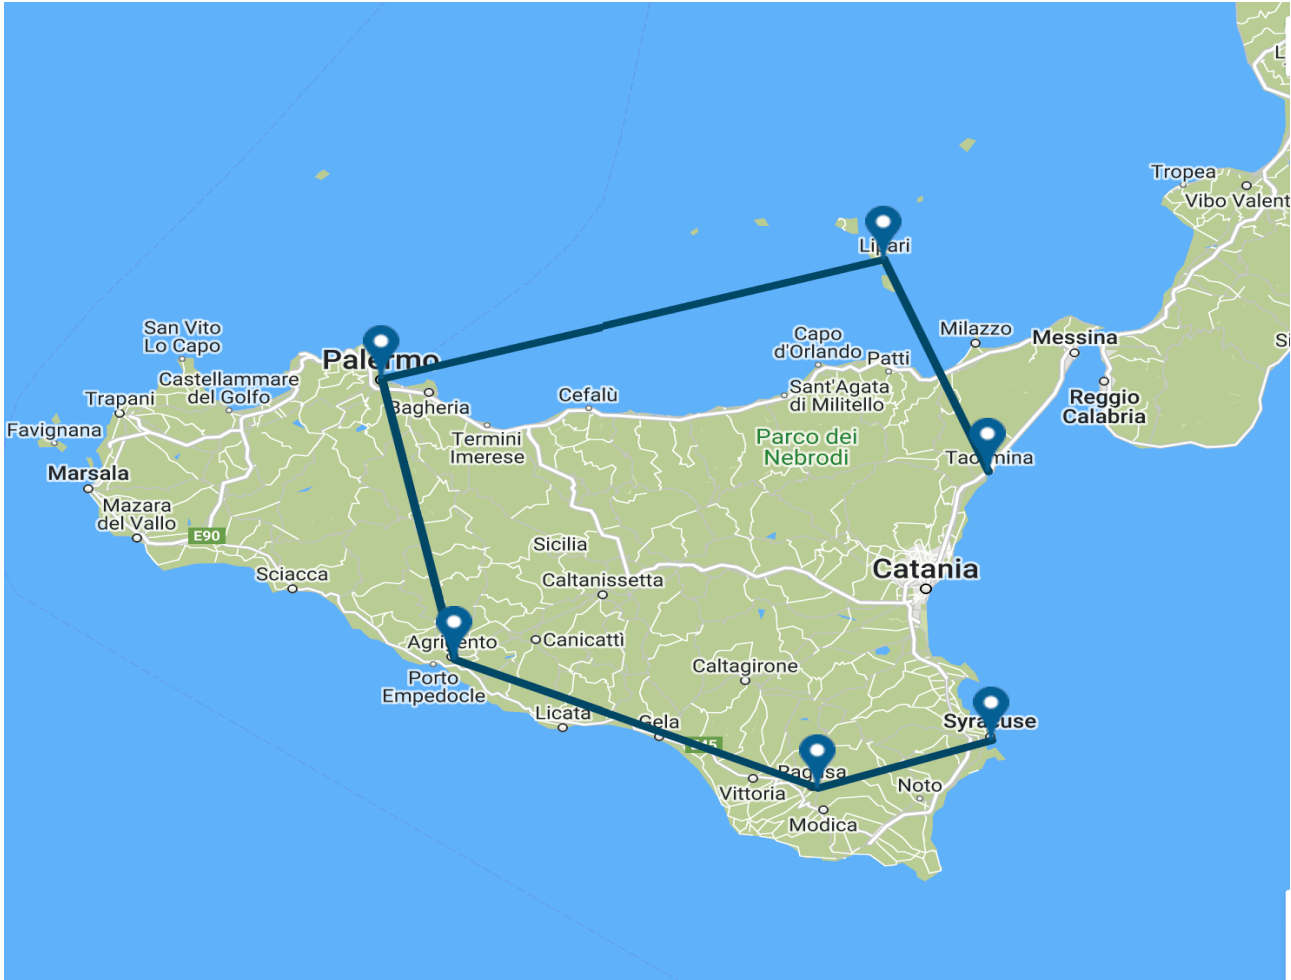 L
Tropea
Vibo Valent
Lipari
San Vito
Lo Capo
Milazzo
Messina
Capo
d'Orlando
Patti
Si
Palermo
Castellammare
del Golfo
Trapani
Bagheria
Cefalù
Sant'Agata
di Militello
Reggio
Calabria
Favignana
Termini
Imerese
Parco dei
Nebrodi
Taormina
Marsala
Mazara
del Vallo
E90
Sicilia
Sciacca
Caltanissetta
Catania
Agrigento
Canicattì
Porto
Empedocle
Caltagirone
Licata
Gela
Syracuse
E45
Ragusa
Vittoria
Noto
Modica